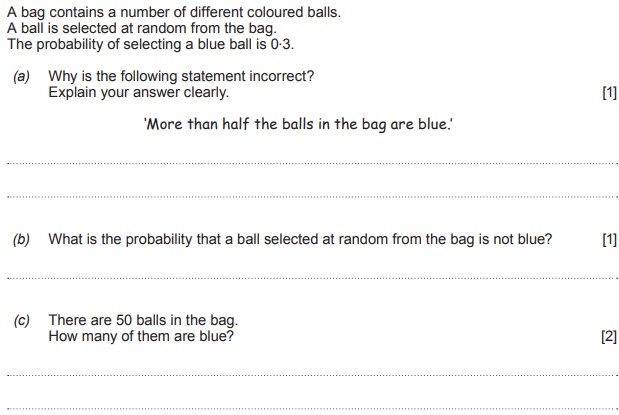 A bag contains a number of different coloured balls.
A ball is selected at random from the bag.
The probability of selecting a blue ball is 0·3.
(a) Why is the following statement incorrect?
Explain your answer clearly. [1]
'More than half the balls in the bag are blue.'
(b) What is the probability that a ball selected at random from the bag is not blue? [1]
(c) There are 50 balls in the bag.
How many of them are blue? [2]